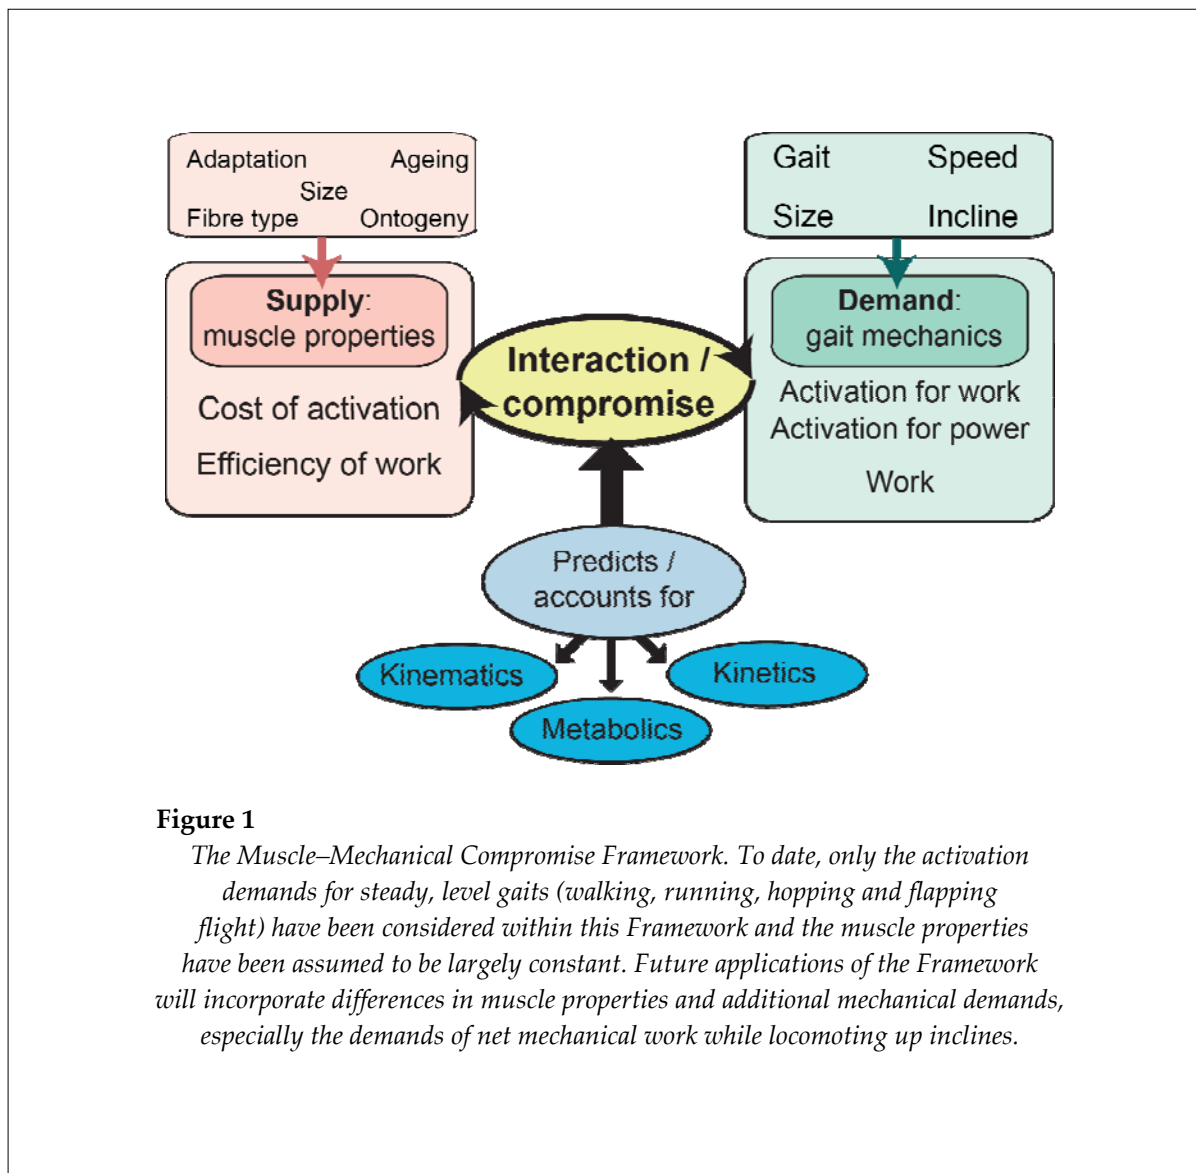 Adaptation Ageing
Size
Fibre type Ontogeny
Supply:
muscle properties
Cost of activation
Efficiency of work
Interaction /
compromise
Gait Speed
Size Incline
Demand:
gait mechanics
Activation for work
Activation for power
Work
Predicts /
accounts for
Kinematics
Metabolics
Kinetics
Figure 1
The Muscle–Mechanical Compromise Framework. To date, only the activation
demands for steady, level gaits (walking, running, hopping and flapping
flight) have been considered within this Framework and the muscle properties
have been assumed to be largely constant. Future applications of the Framework
will incorporate differences in muscle properties and additional mechanical demands,
especially the demands of net mechanical work while locomoting up inclines.